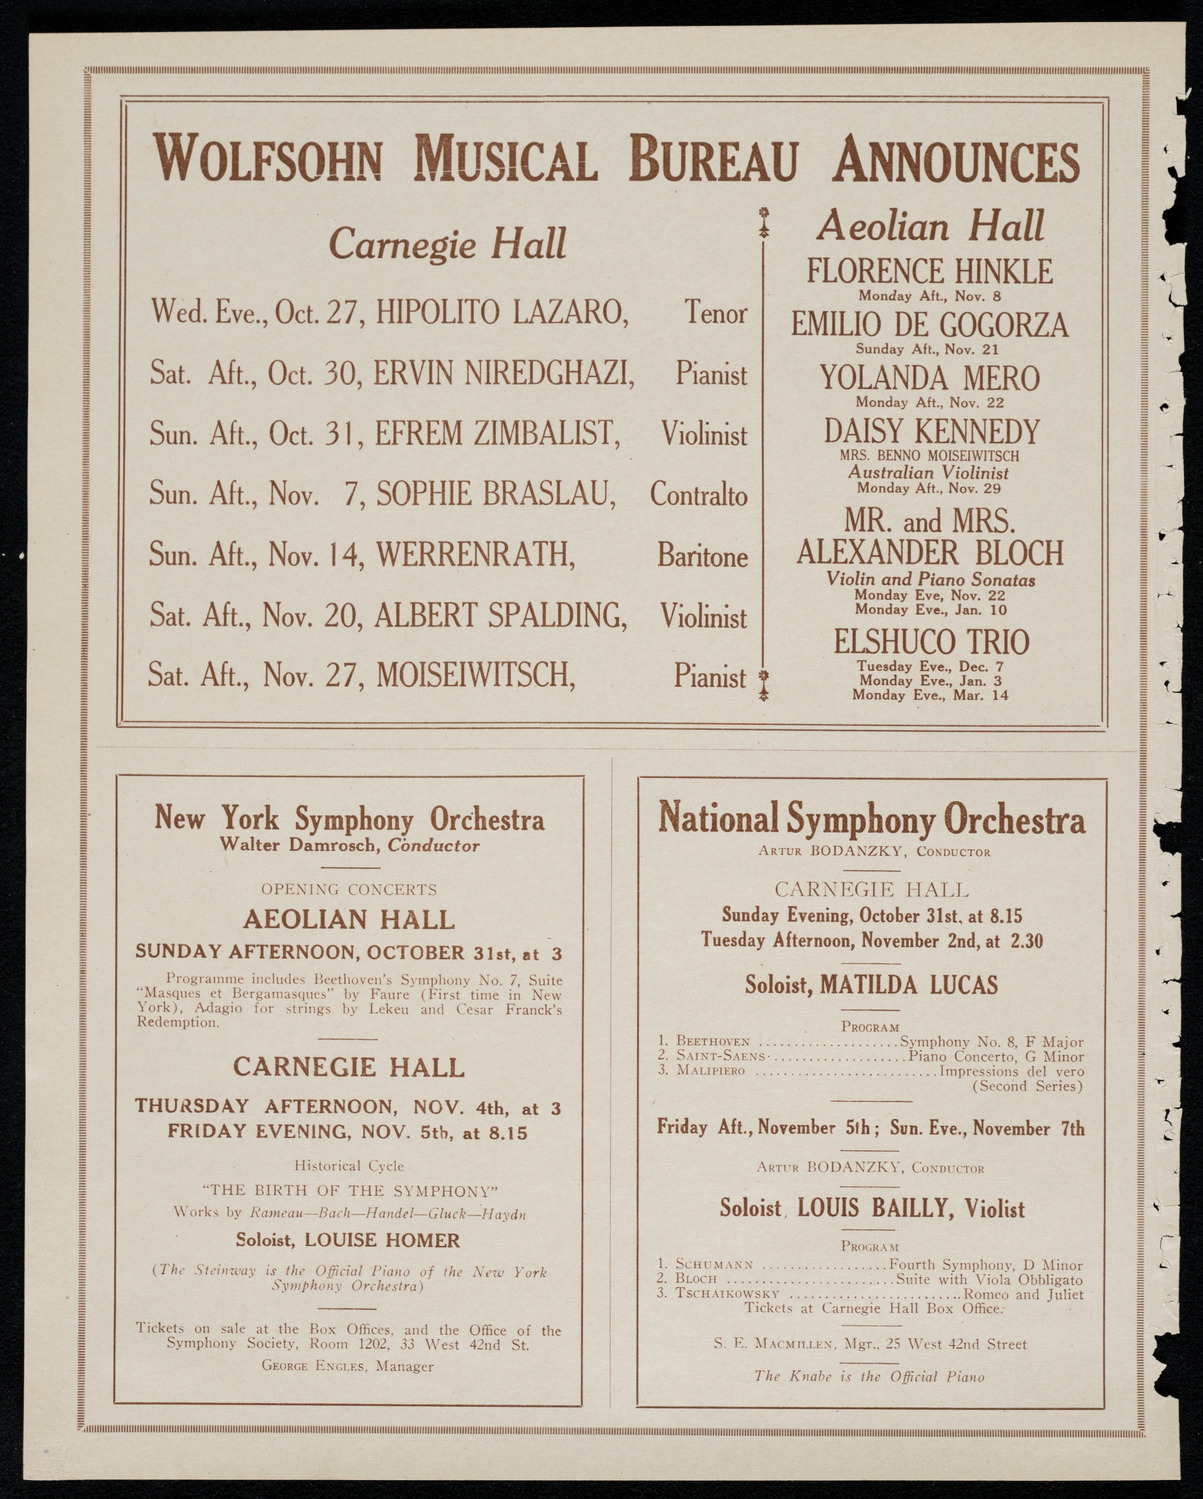 WOLFSOHN MUSICAL BUREAU ANNOUNCES
Carnegie Hall
Wed. Eve., Oct. 27, HIPOLITO LAZARO, Tenor
Sat. Aft., Oct. 30, ERVIN NIREDGHAZI, Pianist
Sun. Aft., Oct. 31, EFREM ZIMBALIST, Violinist
Sun. Aft., Nov. 7, SOPHIE BRASLAU, Contralto
Sun. Aft., Nov. 14, WERRENRATH, Baritone
Sat. Aft., Nov. 20, ALBERT SPALDING, Violinist
Sat. Aft., Nov. 27, MOISEIWITSCH, Pianist
Aeolian Hall
FLORENCE HINKLE
Monday Aft., Nov. 8
EMILIO DE GOGORZA
Sunday Aft., Nov. 21
YOLANDA MERO
Monday Aft., Nov. 22
DAISY KENNEDY
MRS. BENNO MOISEIWITSCH
Australian Violinist
Monday Aft., Nov. 29
MR. and MRS.
ALEXANDER BLOCH
Violin and Piano Sonatas
Monday Eve, Nov. 22
Monday Eve., Jan. 10
ELSHUCO TRIO
Tuesday Eve., Dec. 7
Monday Eve., Jan. 3
Monday Eve., Mar. 14
New York Symphony Orchestra
Walter Damrosch, Conductor
OPENING CONCERTS
AEOLIAN HALL
SUNDAY AFTERNOON, OCTOBER 31st, at 3
Programme includes Beethoven's Symphony No. 7, Suite
"Masques et Bergamasques" by Faure (First time in New
York), Adagio for strings by Lekeu and Cesar Franck's
Redemption.
CARNEGIE HALL
THURSDAY AFTERNOON, NOV. 4th, at 3
FRIDAY EVENING, NOV. 5th, at 8.15
Historical Cycle
"THE BIRTH OF THE SYMPHONY"
Works by Rameau—Bach—Handel—Gluck—Haydn
Soloist, LOUISE HOMER
(The Steinway is the Official Piano of the New York
Symphony Orchestra)
Tickets on sale at the Box Offices, and the Office of the
Symphony Society, Room 1202, 33 West 42nd St.
GEORGE ENGLES, Manager
National Symphony Orchestra
ARTUR BODANZKY, CONDUCTOR
CARNEGIE HALL
Sunday Evening, October 31st, at 8.15
Tuesday Afternoon, November 2nd, at 2.30
Soloist, MATILDA LUCAS
PROGRAM
1. BEETHOVEN ....................Symphony No. 8, F Major
2. SAINT-SAENS ...................Piano Concerto, G Minor
3. MALIPIERO ..........................Impressions del vero
(Second Series)
Friday Aft., November 5th; Sun. Eve., November 7th
ARTUR BODANZKY, CONDUCTOR
Soloist, LOUIS BAILLY, Violist
PROGRAM
1. SCHUMANN ..................Fourth Symphony, D Minor
2. BLOCH ........................Suite with Viola Obbligato
3. TSCHAIKOWSKY ........................Romeo and Juliet
Tickets at Carnegie Hall Box Office.
S. E. MACMILLEN, Mgr., 25 West 42nd Street
The Knabe is the Official Piano